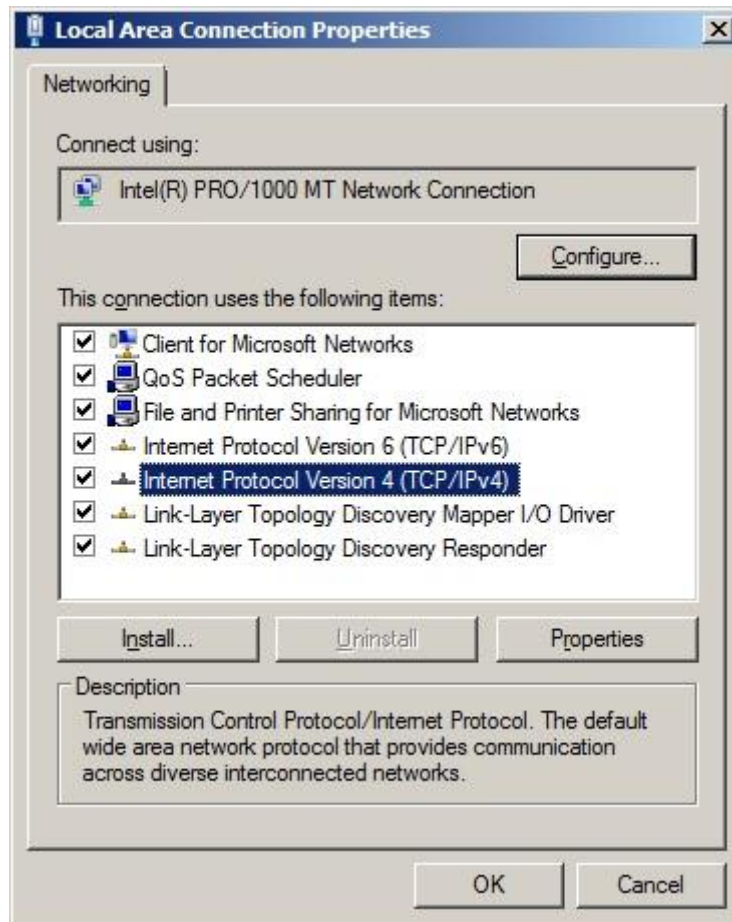 Local Area Connection Properties
Networking
Connect using:
Intel(R) PRO/1000 MT Network Connection
Configure...
This connection uses the following items:
Client for Microsoft Networks
QoS Packet Scheduler
File and Printer Sharing for Microsoft Networks
Internet Protocol Version 6 (TCP/IPv6)
Internet Protocol Version 4 (TCP/IPv4)
Link-Layer Topology Discovery Mapper I/O Driver
Link-Layer Topology Discovery Responder
Install... Uninstall Properties
Description
Transmission Control Protocol/Internet Protocol. The default
wide area network protocol that provides communication
across diverse interconnected networks.
OK Cancel